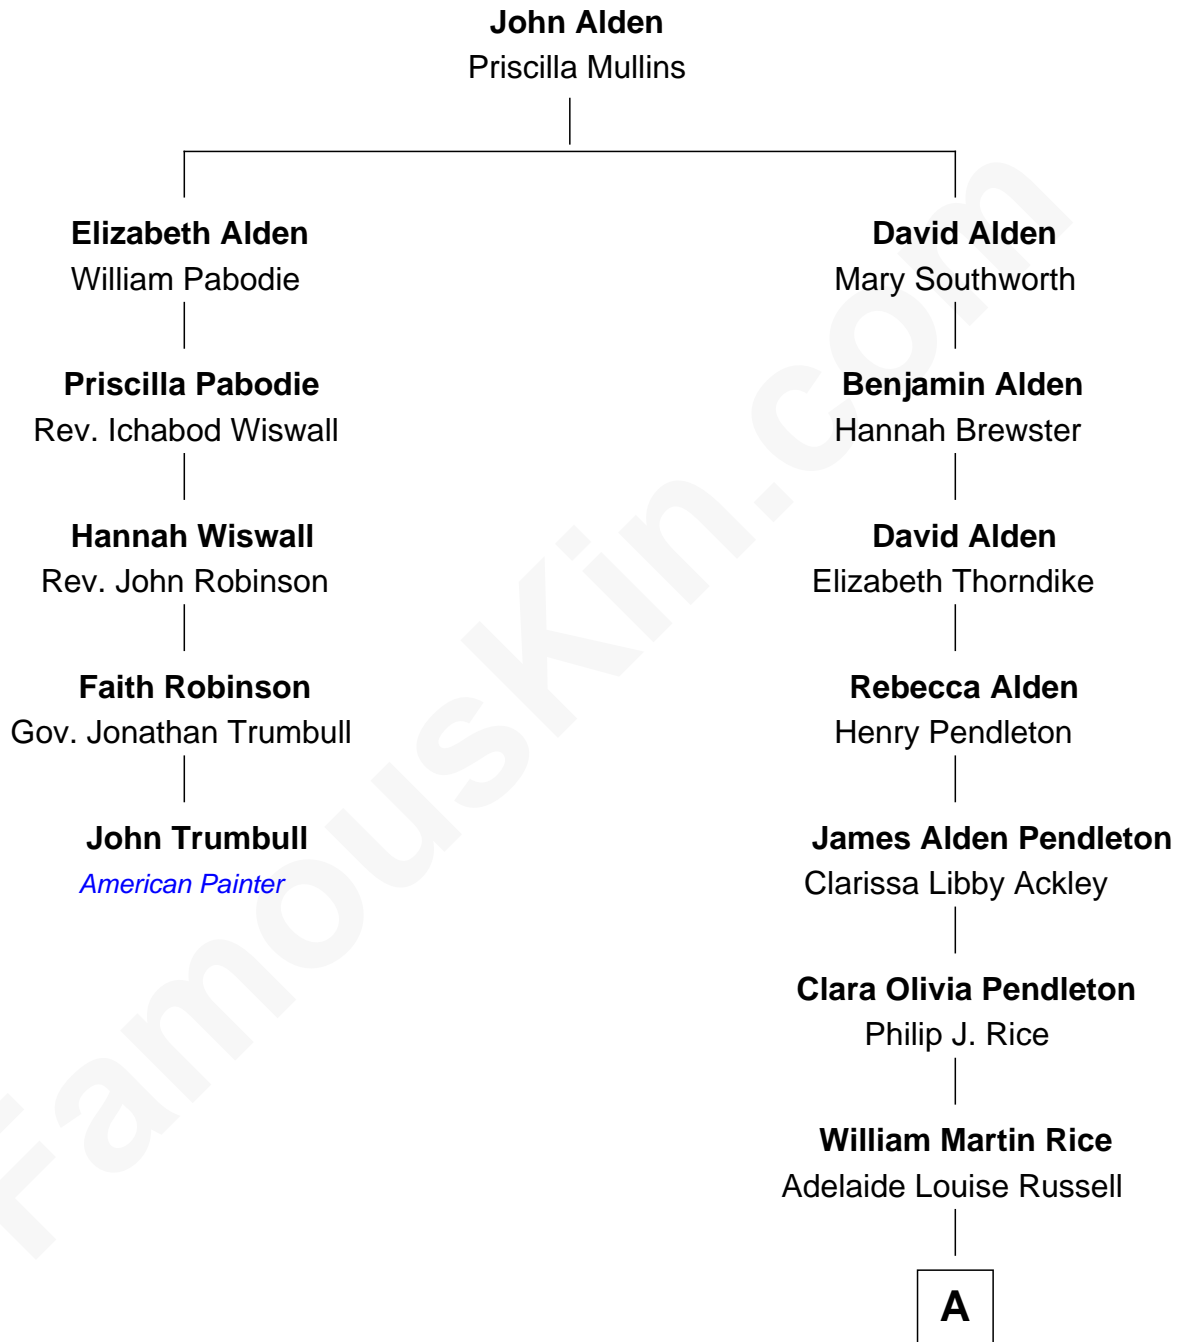 John Alden
Priscilla Mullins
Elizabeth Alden
William Pabodie
Priscilla Pabodie
Rev. Ichabod Wiswall
Hannah Wiswall
Rev. John Robinson
Faith Robinson
Gov. Jonathan Trumbull
John Trumbull
American Painter
David Alden
Mary Southworth
Benjamin Alden
Hannah Brewster
David Alden
Elizabeth Thorndike
Rebecca Alden
Henry Pendleton
James Alden Pendleton
Clarissa Libby Ackley
Clara Olivia Pendleton
Philip J. Rice
William Martin Rice
Adelaide Louise Russell
A
FamousKin.com